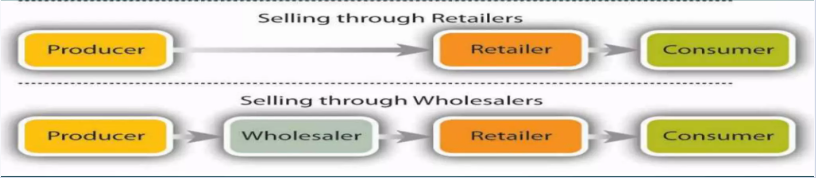 Selling through Retailers
Producer Retailer Consumer
Selling through Wholesalers
Producer Wholesaler Retailer Consumer